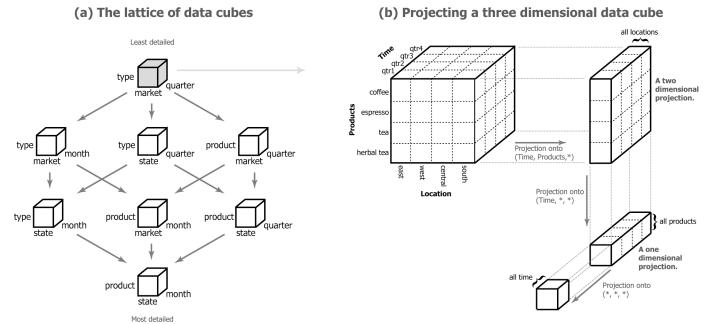 (a) The lattice of data cubes
Least detailed
type
market
quarter
type
market
month
type
state
quarter
product
market
quarter
type
state
month
product
market
month
product
state
quarter
product
state
month
Most detailed
(b) Projecting a three dimensional data cube
all locations
Time
qtr4
qtr3
qtr2
qtr1
Products
coffee
espresso
tea
herbal tea
east
west
central
south
Location
A two
dimensional
projection.
Projection onto
(Time, Products,*)
Projection onto
(Time, *, *)
all products
A one
dimensional
projection.
all time
Projection onto
(*, *, *)